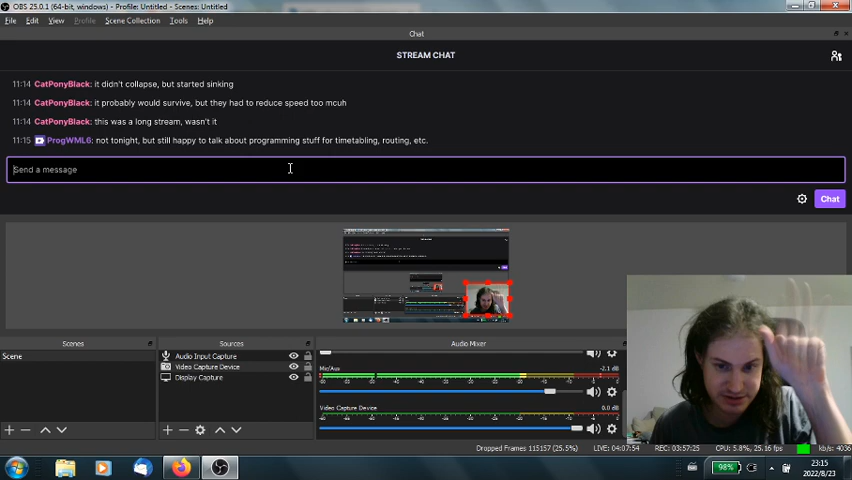 OBS 25.0.1 (64-bit, windows) - Profile: Untitled - Scenes: Untitled
File Edit View Profile Scene Collection Tools Help
Chat
STREAM CHAT
11:14 CatPonyBlack: it didn't collapse, but started sinking
11:14 CatPonyBlack: it probably would survive, but they had to reduce speed too mcuh
11:14 CatPonyBlack: this was a long stream, wasn't it
11:15 ProgWML6: not tonight, but still happy to talk about programming stuff for timetabling, routing, etc.
Send a message
Chat
Scenes Sources Audio Mixer
Scene
Audio Input Capture
Video Capture Device
Display Capture
Mic/Aux -2.1 dB
Video Capture Device 0.0 dB
Dropped Frames 115157 (25.5%) LIVE: 04:07:54 REC: 03:57:25 CPU: 5.8%, 25.16 fps kb/s: 4036
98%
23:15
2022/8/23